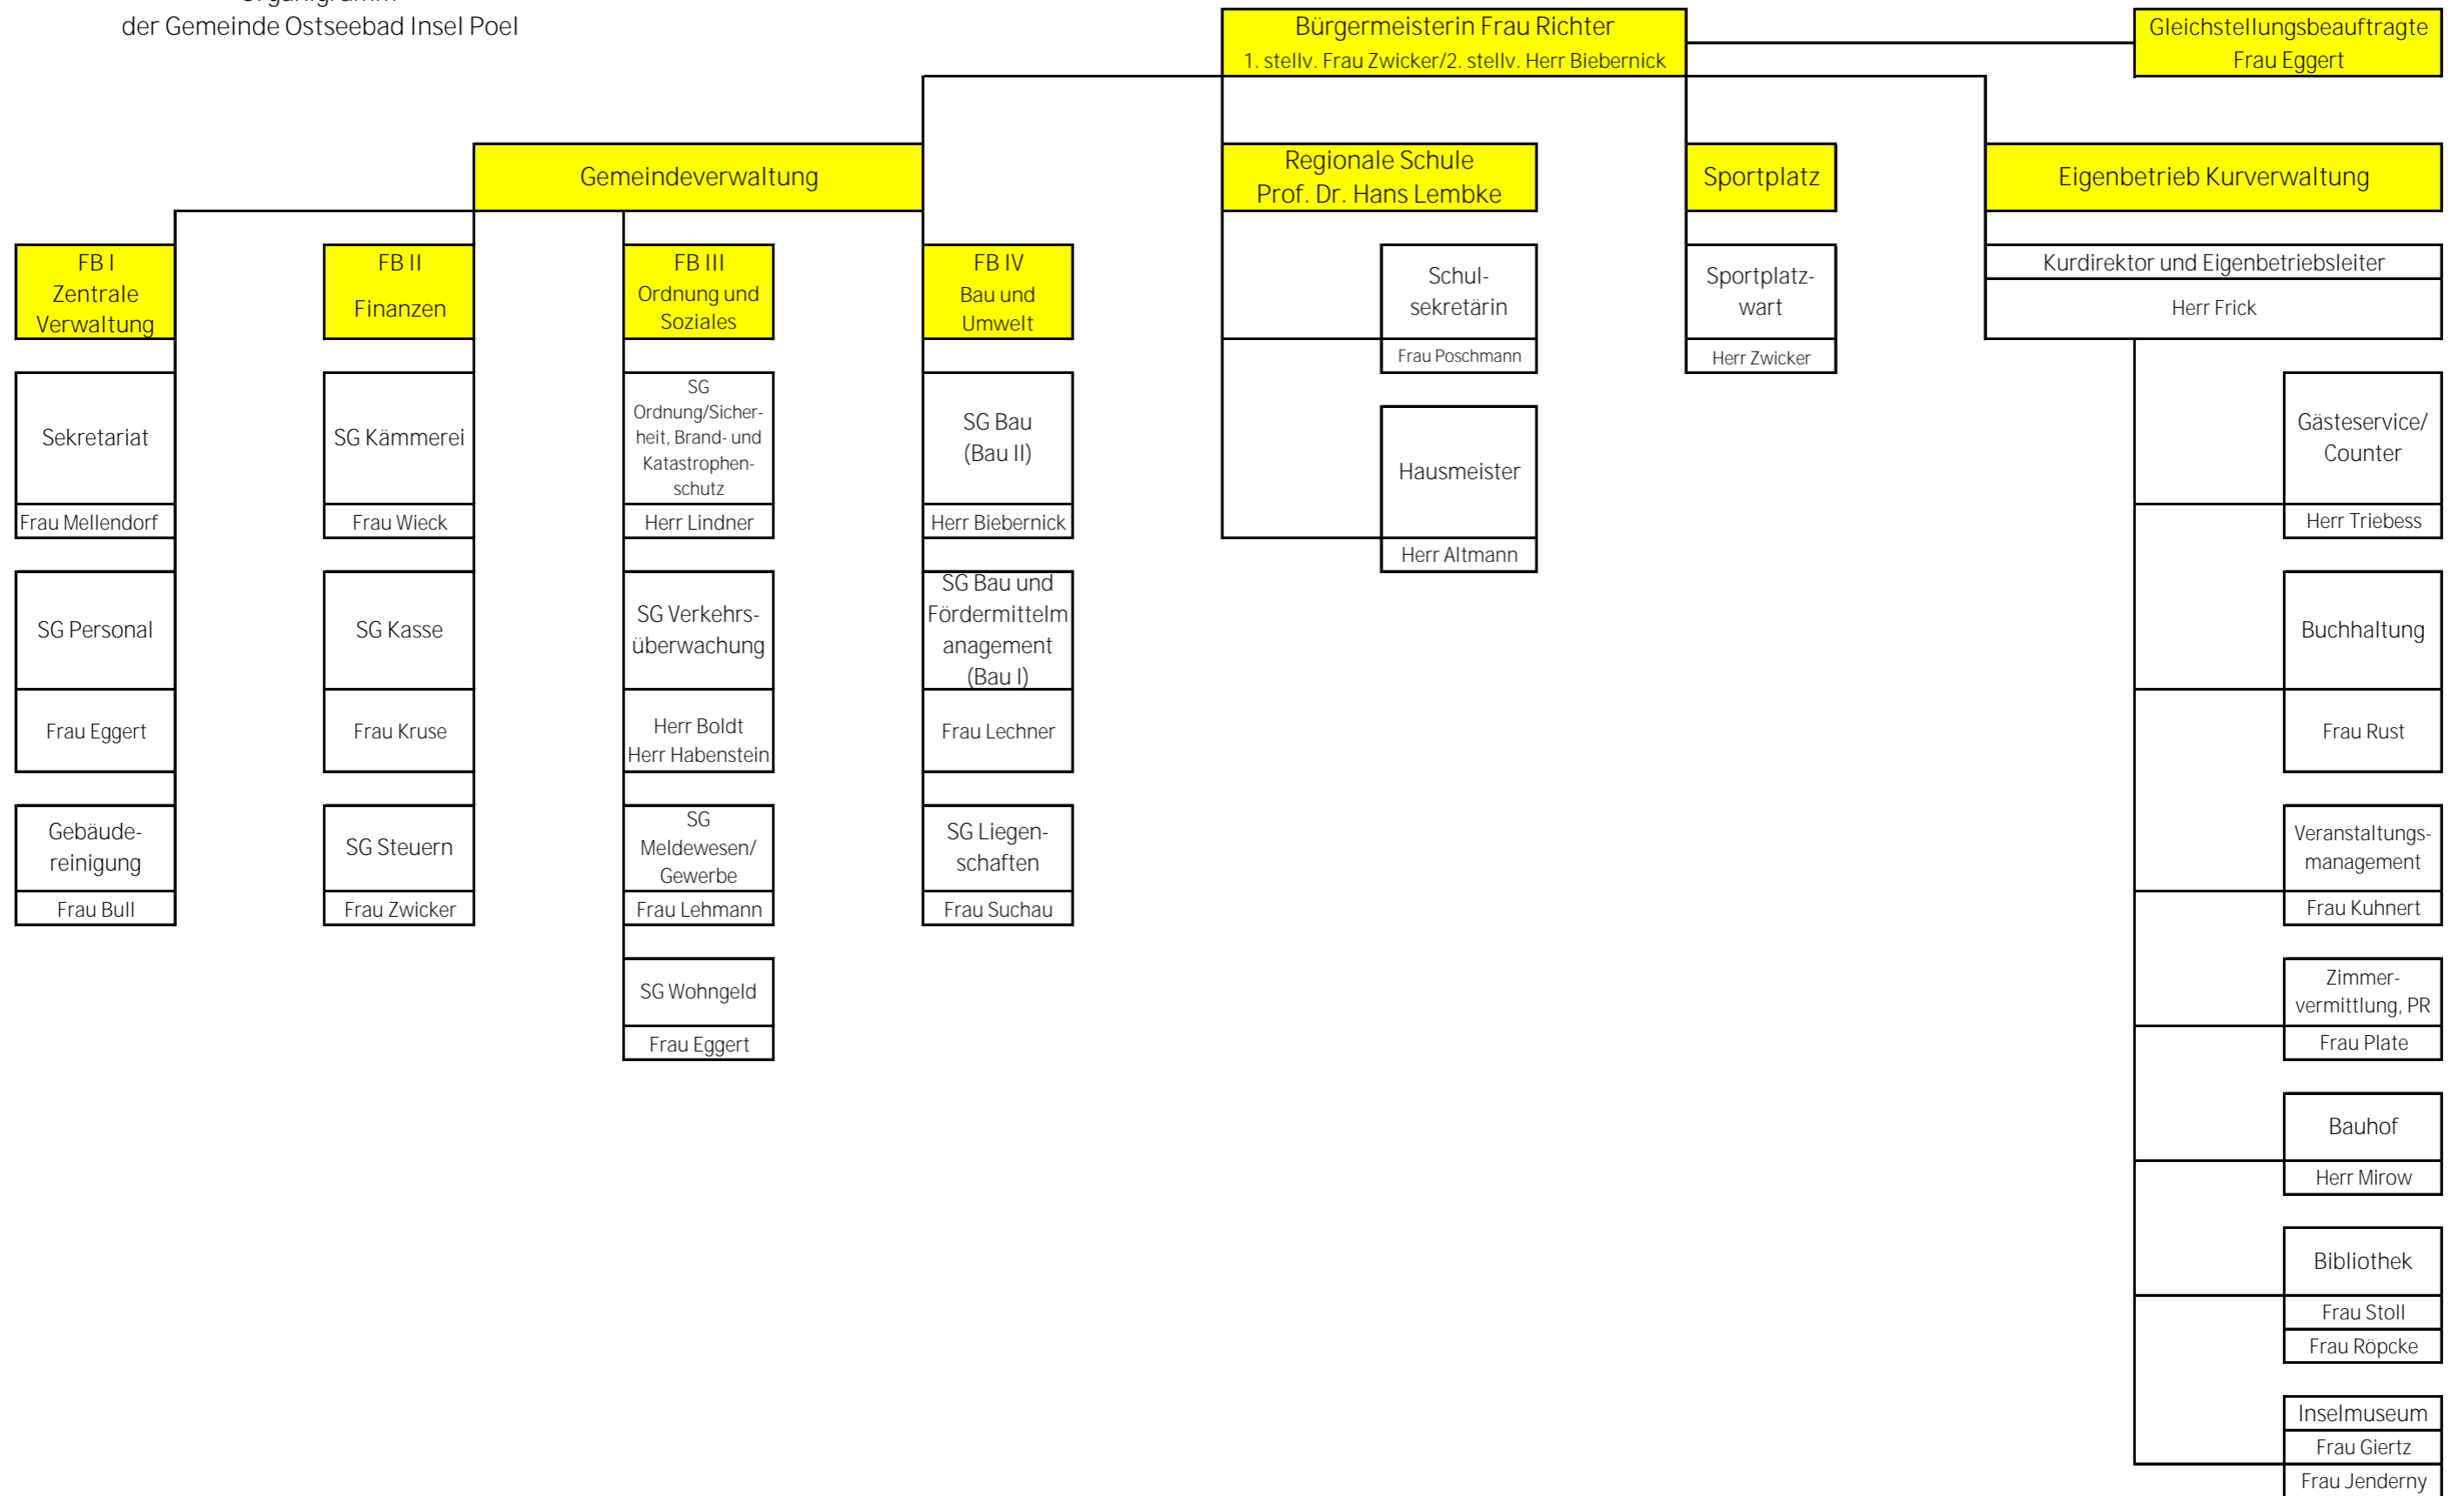 Organigramm
der Gemeinde Ostseebad Insel Poel
Bürgermeisterin Frau Richter
1. stellv. Frau Zwicker/2. stellv. Herr Biebernick
Gleichstellungsbeauftragte
Frau Eggert
Gemeindeverwaltung
Regionale Schule
Prof. Dr. Hans Lembke
Sportplatz
Eigenbetrieb Kurverwaltung
FB I
Zentrale
Verwaltung
FB II
Finanzen
FB III
Ordnung und
Soziales
FB IV
Bau und
Umwelt
Schul-
sekretärin
Frau Poschmann
Sportplatz-
wart
Herr Zwicker
Kurdirektor und Eigenbetriebsleiter
Herr Frick
Sekretariat
Frau Mellendorf
SG Kämmerei
Frau Wieck
SG
Ordnung/Sicher-
heit, Brand- und
Katastrophen-
schutz
Herr Lindner
SG Bau
(Bau II)
Herr Biebernick
Hausmeister
Herr Altmann
Gästeservice/
Counter
Herr Triebess
SG Personal
Frau Eggert
SG Kasse
Frau Kruse
SG Verkehrs-
überwachung
Herr Boldt
Herr Habenstein
SG Bau und
Fördermittelm
anagement
(Bau I)
Frau Lechner
Buchhaltung
Frau Rust
Gebäude-
reinigung
Frau Bull
SG Steuern
Frau Zwicker
SG
Meldewesen/
Gewerbe
Frau Lehmann
SG Liegen-
schaften
Frau Suchau
Veranstaltungs-
management
Frau Kuhnert
SG Wohngeld
Frau Eggert
Zimmer-
vermittlung, PR
Frau Plate
Bauhof
Herr Mirow
Bibliothek
Frau Stoll
Frau Röpcke
Inselmuseum
Frau Giertz
Frau Jenderny